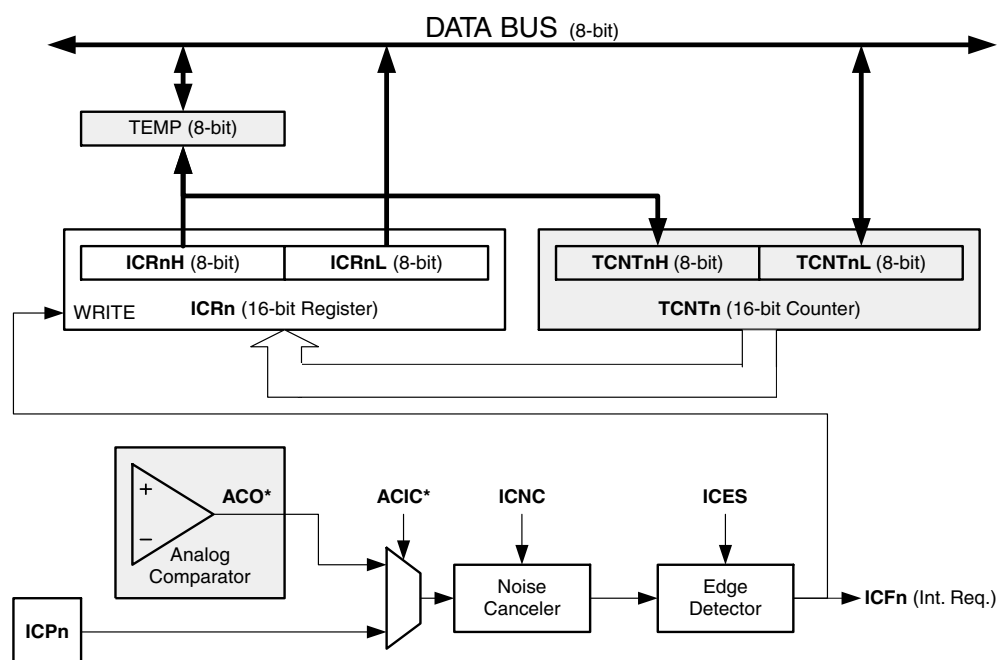 DATA BUS (8-bit)
TEMP (8-bit)
ICRnH (8-bit)
ICRnL (8-bit)
TCNTnH (8-bit)
TCNTnL (8-bit)
WRITE
ICRn (16-bit Register)
TCNTn (16-bit Counter)
+
−
ACO*
Analog
Comparator
ACIC*
ICNC
ICES
Noise
Canceler
Edge
Detector
ICFn (Int. Req.)
ICPn